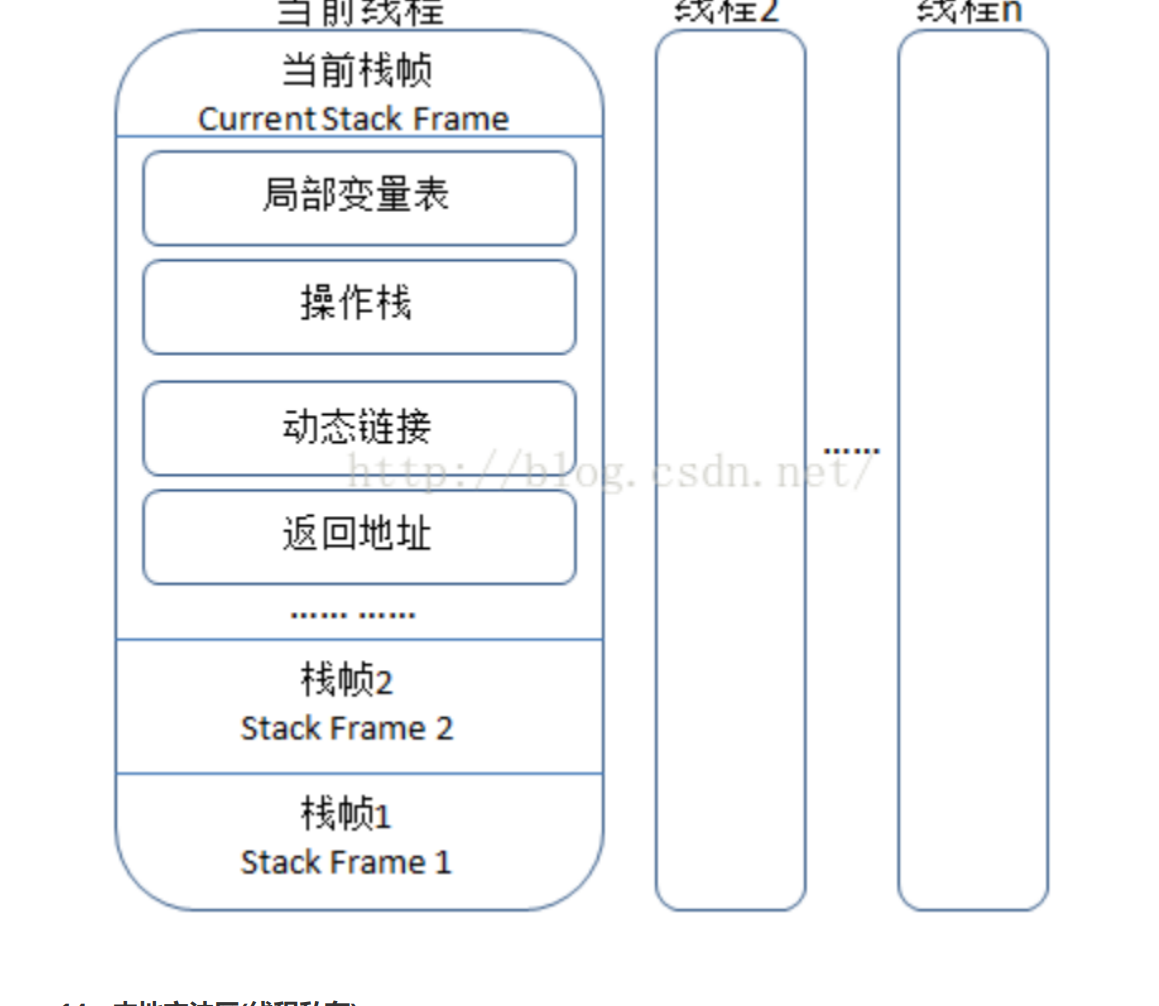 当前线程
线程2
线程n
当前栈帧
Current Stack Frame
局部变量表
操作栈
动态链接
http://blog.csdn.net/
返回地址
……
…… ……
栈帧2
Stack Frame 2
栈帧1
Stack Frame 1